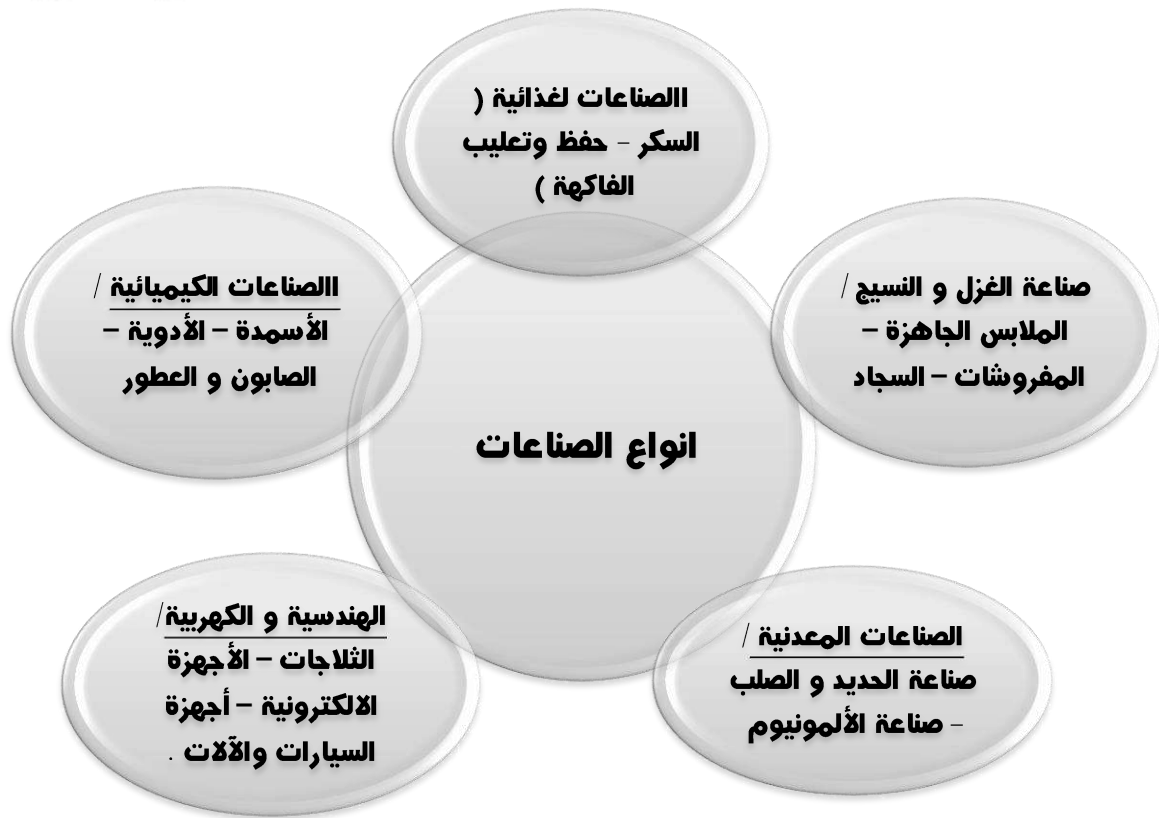 االصناعات لغذائية (
السكر – حفظ وتعليب
الفاكهة )
صناعة الغزل و النسيج /
الملابس الجاهزة –
المفروشات – السجاد
االصناعات الكيميائية /
الأسمدة – الأدوية –
الصابون و العطور
انواع الصناعات
الصناعات المعدنية /
صناعة الحديد و الصلب
– صناعة الألمونيوم
الهندسية و الكهربية/
الثلاجات – الأجهزة
الالكترونية – أجهزة
السيارات والآلات .